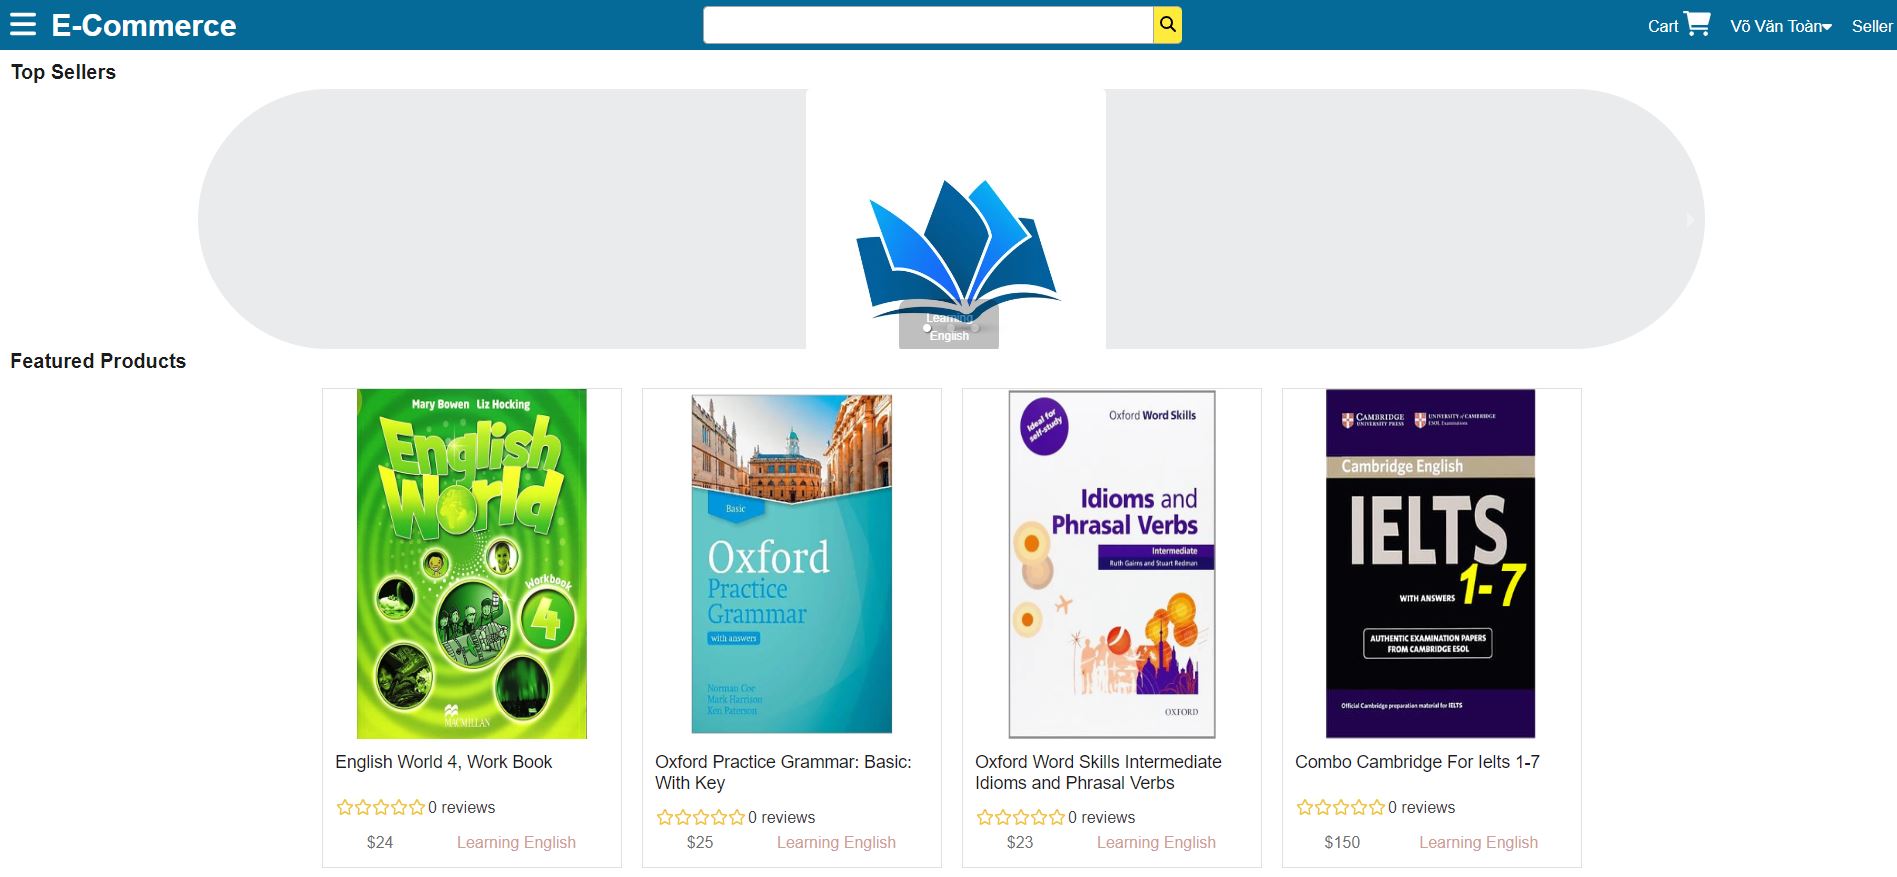 E-Commerce
Cart
Võ Văn Toàn
Seller
Top Sellers
Learning
English
Featured Products
Mary Bowen Liz Hocking
English
World
Workbook
4
MACMILLAN
English World 4, Work Book
0 reviews
$24 Learning English
Basic
Oxford
Practice
Grammar
with answers
Norman Coe
Mark Harrison
Ken Paterson
Oxford Practice Grammar: Basic:
With Key
0 reviews
$25 Learning English
Ideal for
self-study
Oxford Word Skills
Idioms and
Phrasal Verbs
Intermediate
Ruth Gairns and Stuart Redman
OXFORD
Oxford Word Skills Intermediate
Idioms and Phrasal Verbs
0 reviews
$23 Learning English
CAMBRIDGE
UNIVERSITY PRESS
UNIVERSITY of CAMBRIDGE
ESOL Examinations
Cambridge English
IELTS
1-7
WITH ANSWERS
AUTHENTIC EXAMINATION PAPERS
FROM CAMBRIDGE ESOL
Official Cambridge preparation material for IELTS
Combo Cambridge For Ielts 1-7
0 reviews
$150 Learning English